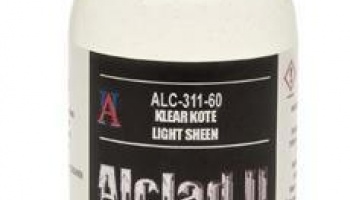 ALC-311-60
KLEAR KOTE
LIGHT SHEEN
Alclad II